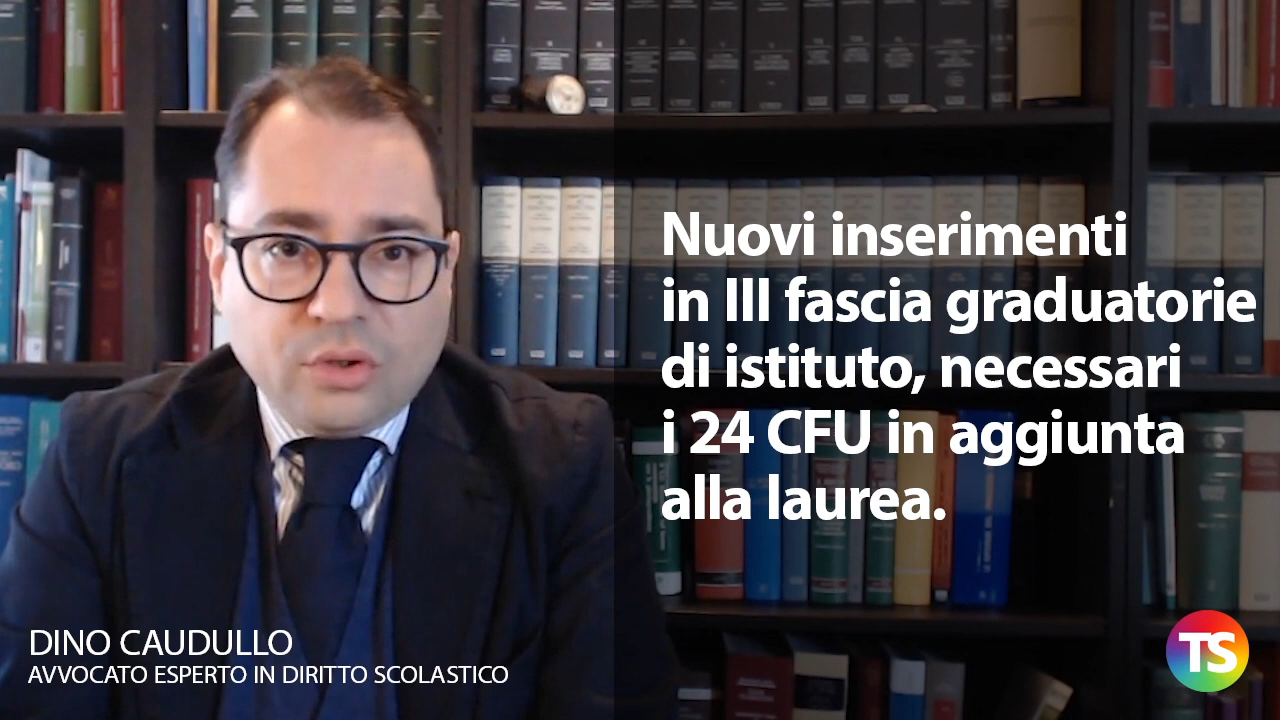 Nuovi inserimenti
in III fascia graduatorie
di istituto, necessari
i 24 CFU in aggiunta
alla laurea.
DINO CAUDULLO
AVVOCATO ESPERTO IN DIRITTO SCOLASTICO
TS